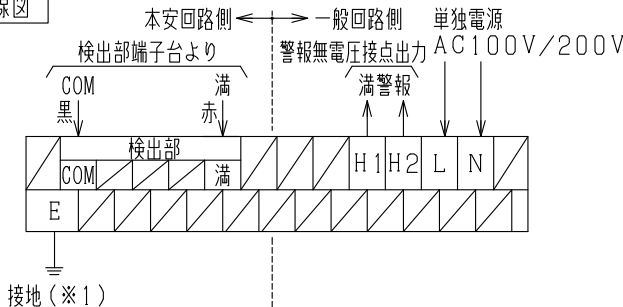 線図
本安回路側 一般回路側 単独電源
検出部端子台より 警報無電圧接点出力 AC100V/200V
COM 満 満警報
黒 赤
検出部
COM 満 H1 H2 L N
E
接地(※1)